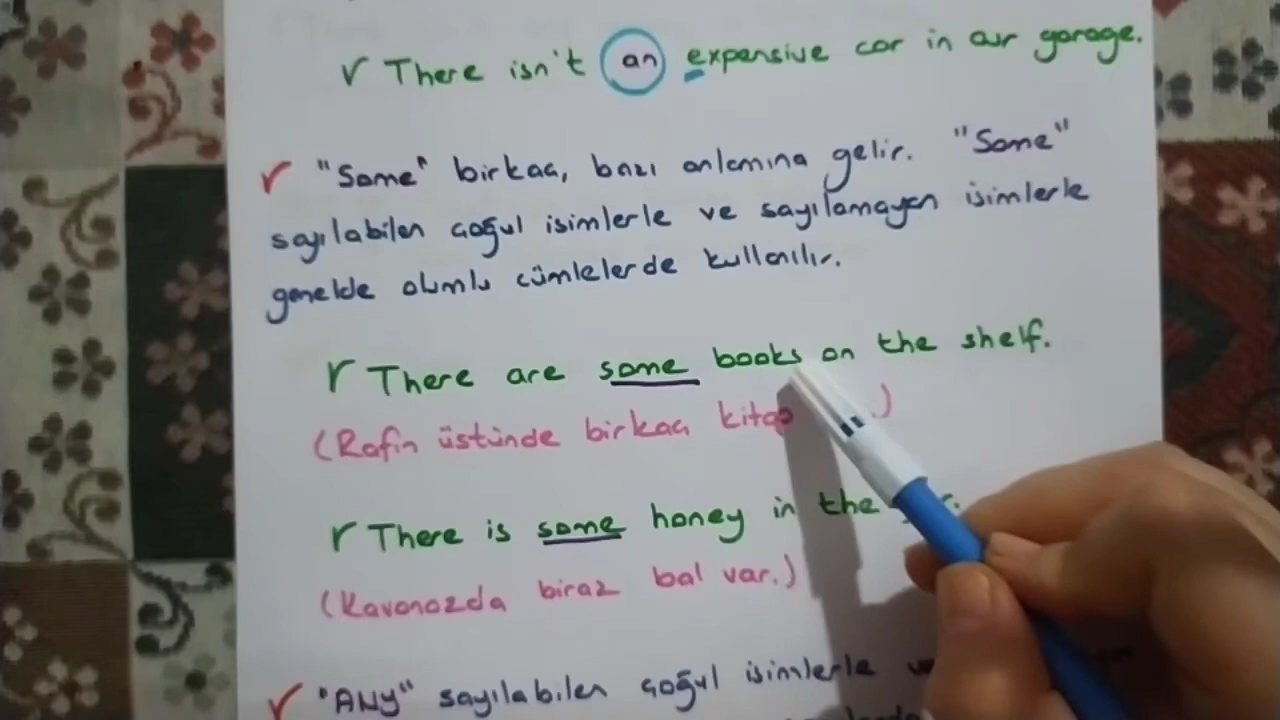 ✓ There isn't an expensive car in our garage.
✓ "Some" birkaç, bazı anlamına gelir. "Some"
sayılabilen çoğul isimlerle ve sayılamayan isimlerle
genelde olumlu cümlelerde kullanılır.
✓ There are some books on the shelf.
(Rafın üstünde birkaç kitap )
✓ There is some honey in the
(Kavanozda biraz bal var.)
✓ "ANY" sayılabilen çoğul isimlerle